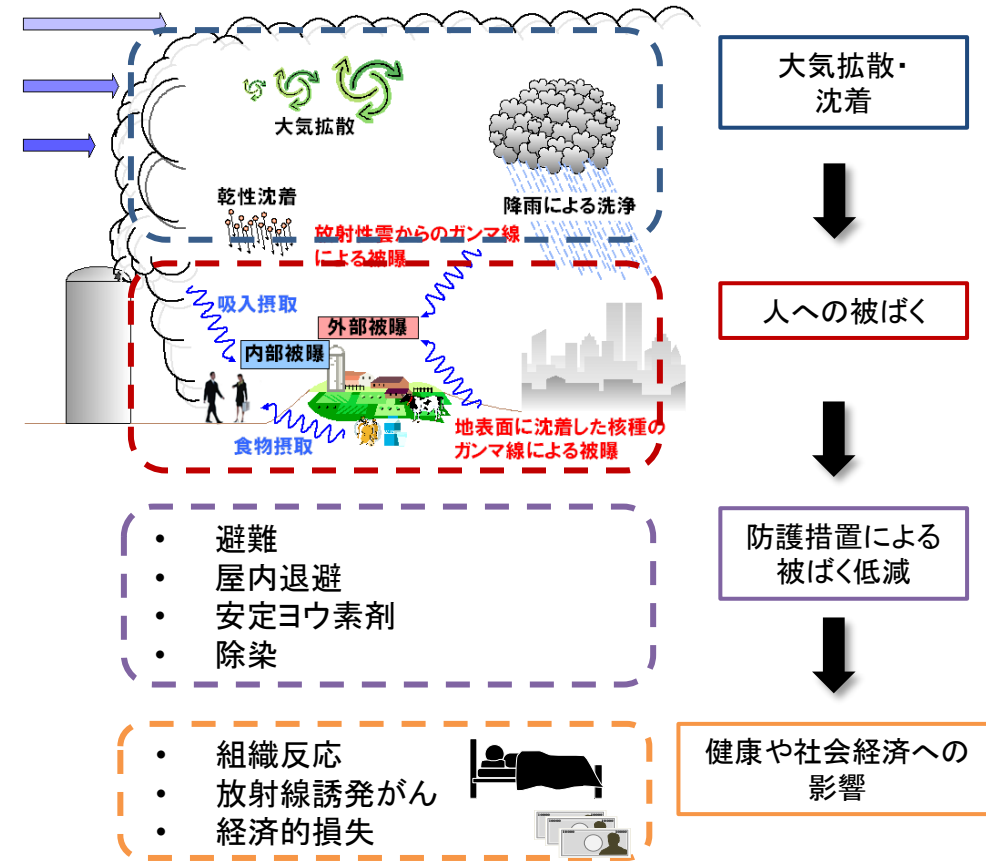 大気拡散・
沈着
大気拡散
乾性沈着
降雨による洗浄
放射性雲からのガンマ線
による被曝
人への被ばく
吸入摂取
外部被曝
内部被曝
食物摂取
地表面に沈着した核種の
ガンマ線による被曝
• 避難
• 屋内退避
• 安定ヨウ素剤
• 除染
防護措置による
被ばく低減
• 組織反応
• 放射線誘発がん
• 経済的損失
健康や社会経済への
影響